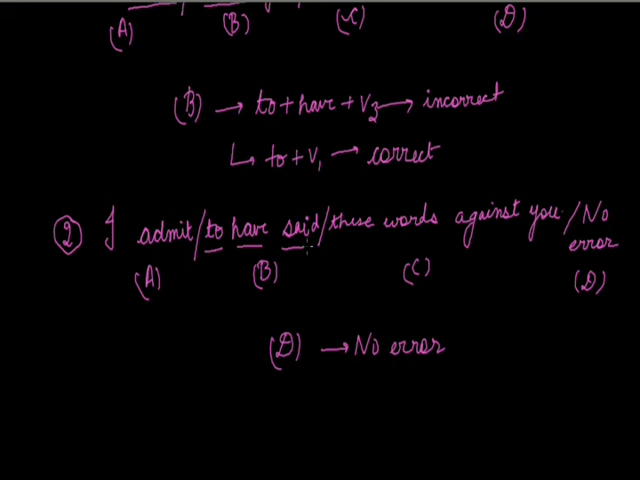 (A) (B) (C) (D)
(B) → to + have + V3 → incorrect
↳ to + V1 → correct
(2) I admit / to have said / these words against you. / No error
(A) (B) (C) (D)
(D) → No error